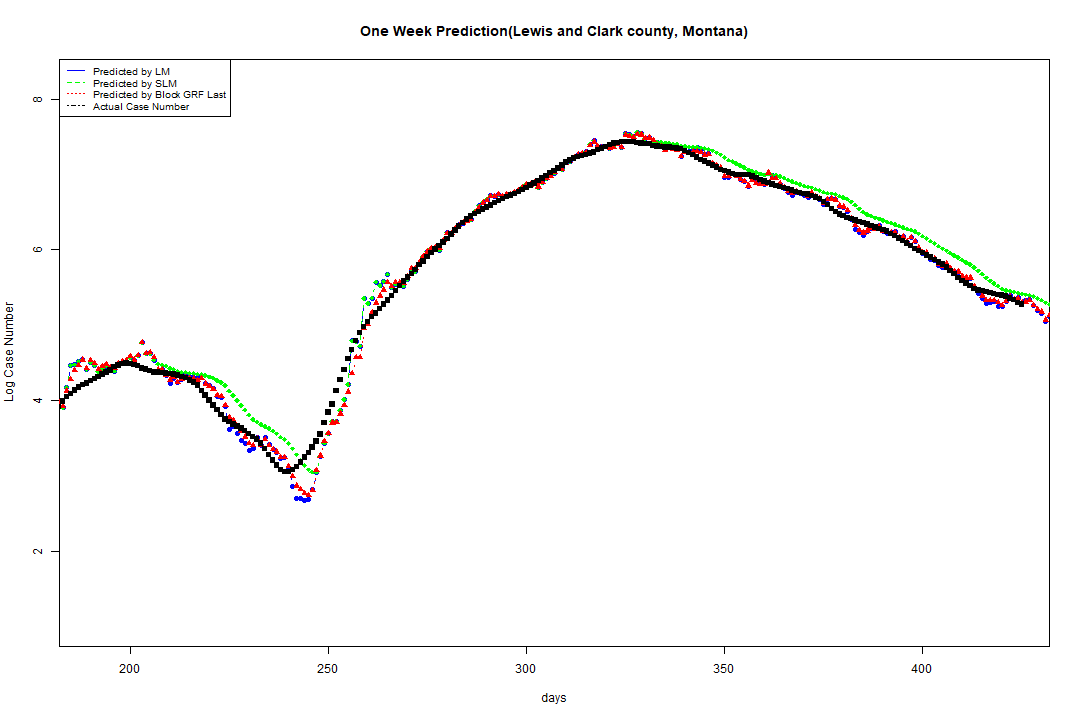 One Week Prediction(Lewis and Clark county, Montana)
Predicted by LM
Predicted by SLM
Predicted by Block GRF Last
Actual Case Number
8
6
4
2
Log Case Number
200 250 300 350 400
days